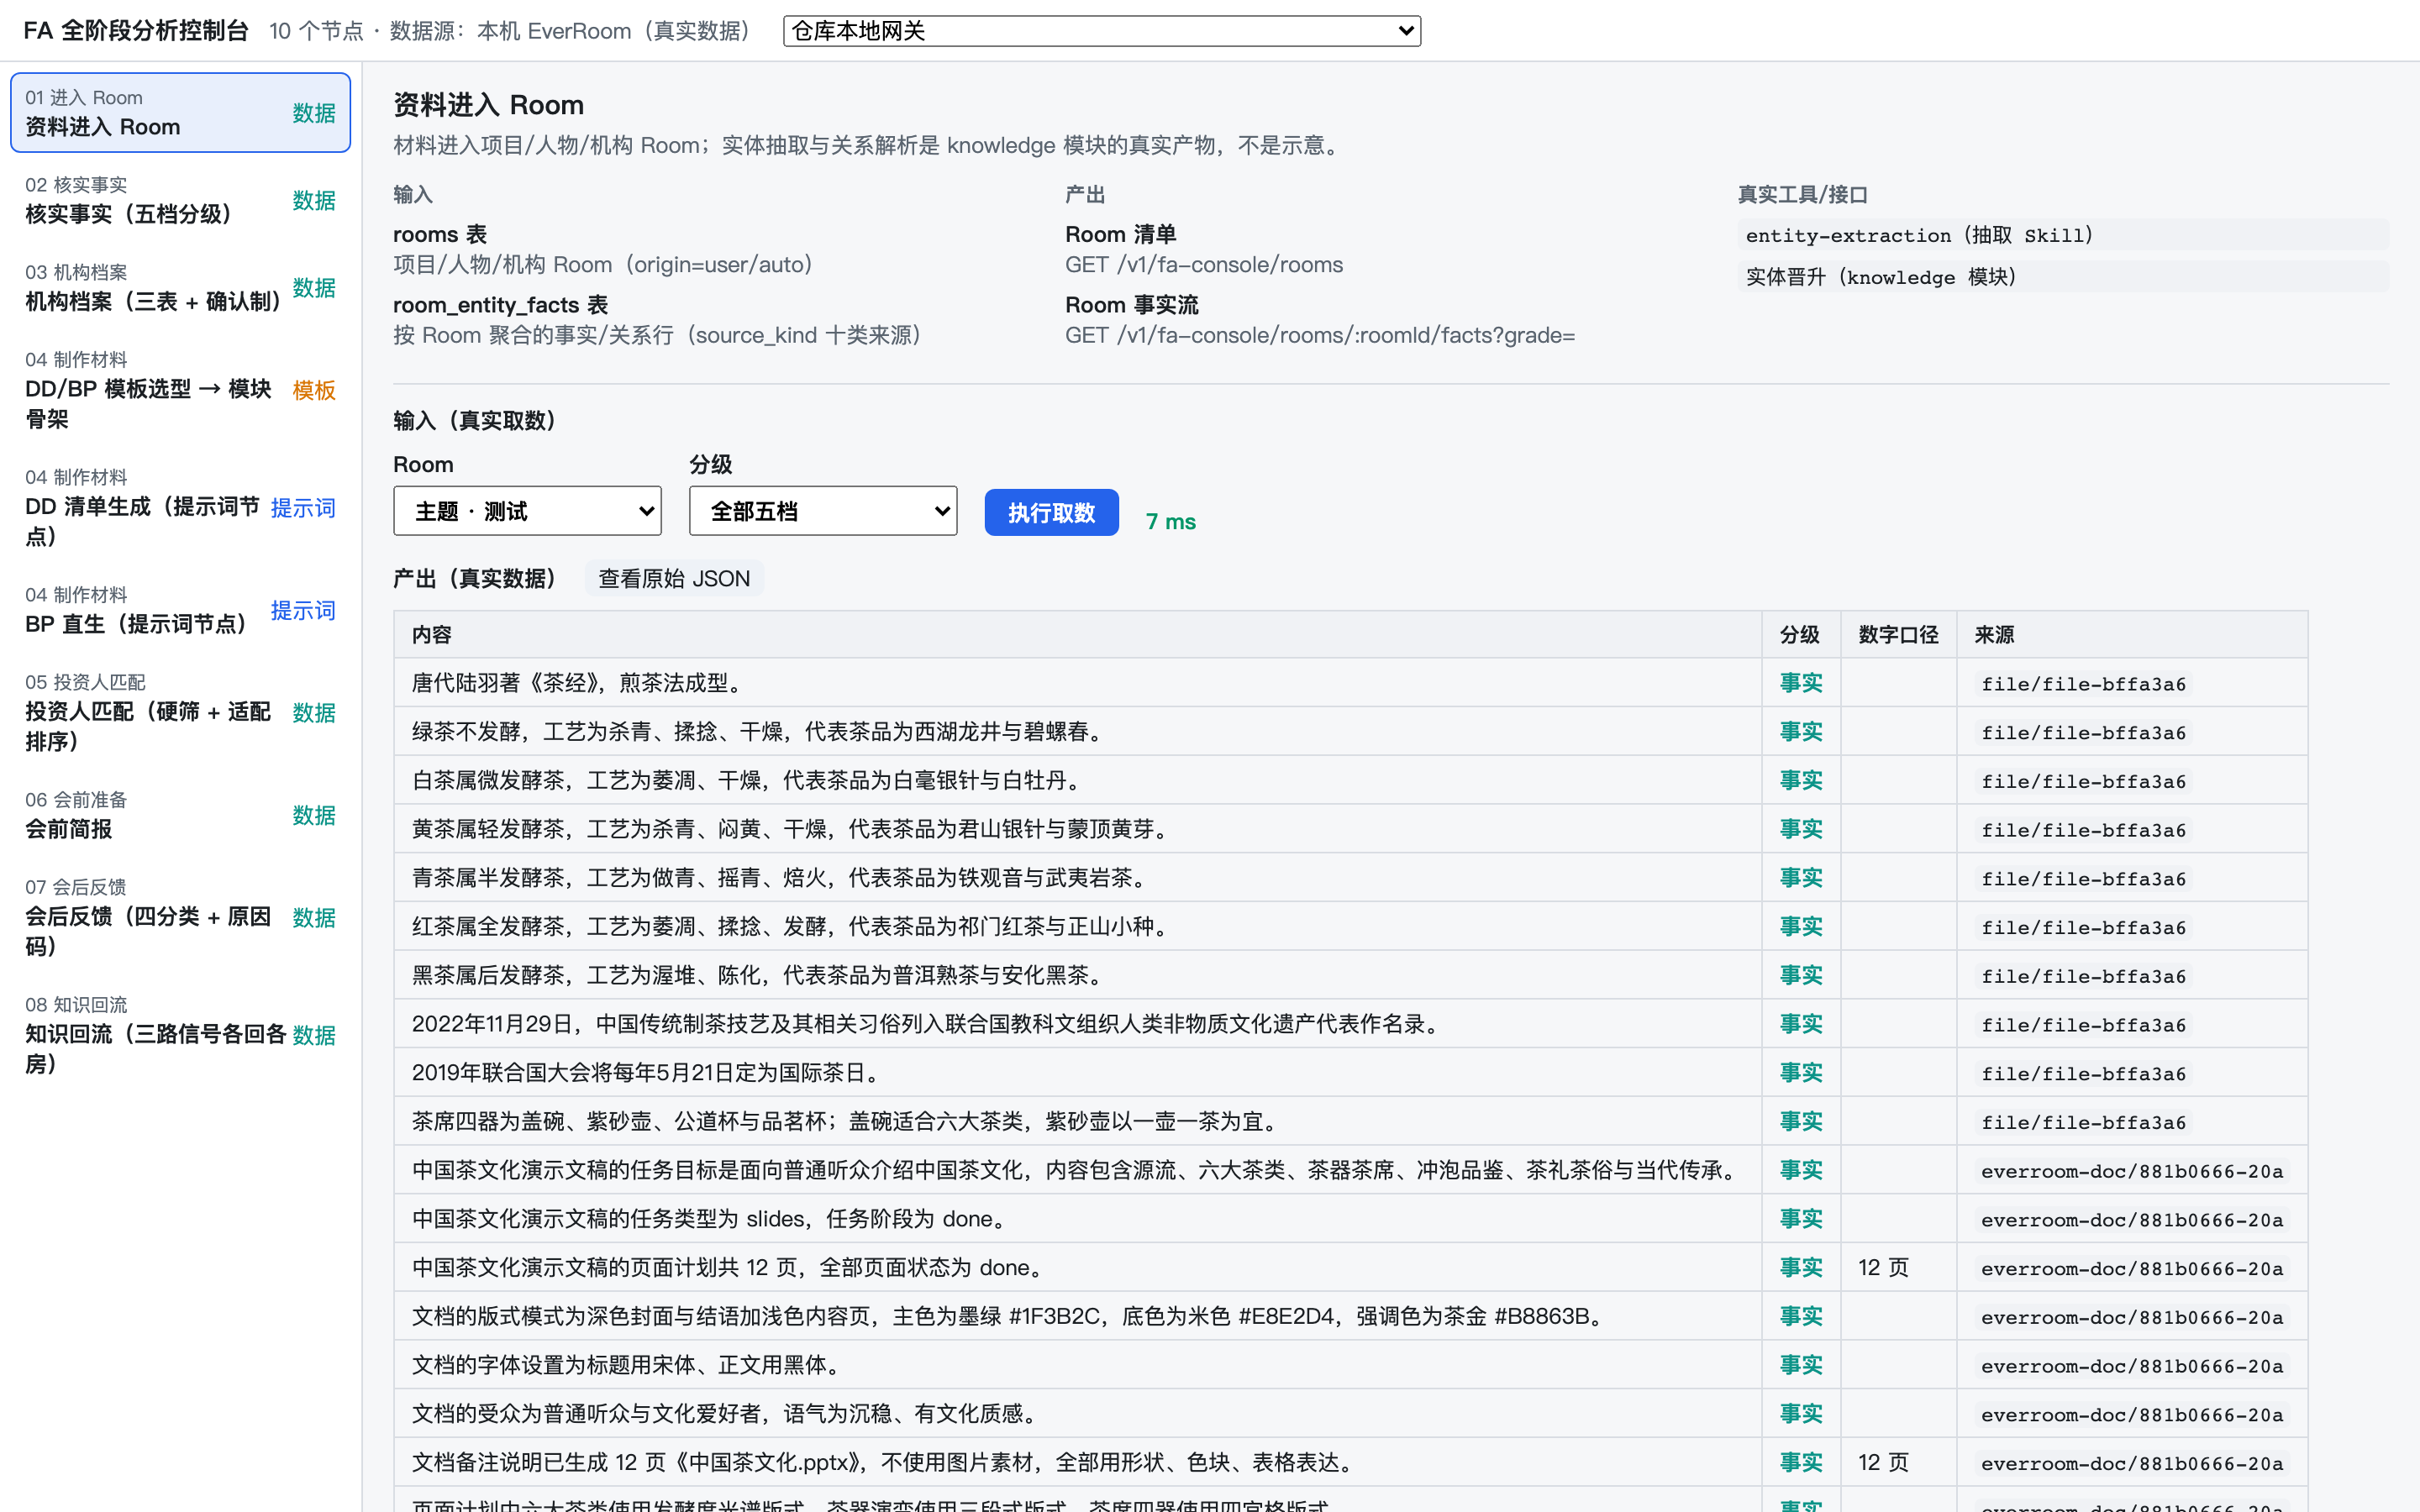 FA 全阶段分析控制台 10 个节点 · 数据源：本机 EverRoom（真实数据） 仓库本地网关
01 进入 Room
资料进入 Room
数据
02 核实事实
核实事实（五档分级）
数据
03 机构档案
机构档案（三表 + 确认制）
数据
04 制作材料
DD/BP 模板选型 → 模块
骨架
模板
04 制作材料
DD 清单生成（提示词节
点）
提示词
04 制作材料
BP 直生（提示词节点）
提示词
05 投资人匹配
投资人匹配（硬筛 + 适配
排序）
数据
06 会前准备
会前简报
数据
07 会后反馈
会后反馈（四分类 + 原因
码）
数据
08 知识回流
知识回流（三路信号各回各
房）
数据
资料进入 Room
材料进入项目/人物/机构 Room；实体抽取与关系解析是 knowledge 模块的真实产物，不是示意。
输入
rooms 表
项目/人物/机构 Room（origin=user/auto）
room_entity_facts 表
按 Room 聚合的事实/关系行（source_kind 十类来源）
产出
Room 清单
GET /v1/fa-console/rooms
Room 事实流
GET /v1/fa-console/rooms/:roomId/facts?grade=
真实工具/接口
entity-extraction（抽取 Skill）
实体晋升（knowledge 模块）
输入（真实取数）
Room 分级
主题 · 测试 全部五档 执行取数 7 ms
产出（真实数据） 查看原始 JSON
内容 分级 数字口径 来源
唐代陆羽著《茶经》，煎茶法成型。 事实 file/file-bffa3a6
绿茶不发酵，工艺为杀青、揉捻、干燥，代表茶品为西湖龙井与碧螺春。 事实 file/file-bffa3a6
白茶属微发酵茶，工艺为萎凋、干燥，代表茶品为白毫银针与白牡丹。 事实 file/file-bffa3a6
黄茶属轻发酵茶，工艺为杀青、闷黄、干燥，代表茶品为君山银针与蒙顶黄芽。 事实 file/file-bffa3a6
青茶属半发酵茶，工艺为做青、摇青、焙火，代表茶品为铁观音与武夷岩茶。 事实 file/file-bffa3a6
红茶属全发酵茶，工艺为萎凋、揉捻、发酵，代表茶品为祁门红茶与正山小种。 事实 file/file-bffa3a6
黑茶属后发酵茶，工艺为渥堆、陈化，代表茶品为普洱熟茶与安化黑茶。 事实 file/file-bffa3a6
2022年11月29日，中国传统制茶技艺及其相关习俗列入联合国教科文组织人类非物质文化遗产代表作名录。 事实 file/file-bffa3a6
2019年联合国大会将每年5月21日定为国际茶日。 事实 file/file-bffa3a6
茶席四器为盖碗、紫砂壶、公道杯与品茗杯；盖碗适合六大茶类，紫砂壶以一壶一茶为宜。 事实 file/file-bffa3a6
中国茶文化演示文稿的任务目标是面向普通听众介绍中国茶文化，内容包含源流、六大茶类、茶器茶席、冲泡品鉴、茶礼茶俗与当代传承。 事实 everroom-doc/881b0666-20a
中国茶文化演示文稿的任务类型为 slides，任务阶段为 done。 事实 everroom-doc/881b0666-20a
中国茶文化演示文稿的页面计划共 12 页，全部页面状态为 done。 事实 12 页 everroom-doc/881b0666-20a
文档的版式模式为深色封面与结语加浅色内容页，主色为墨绿 #1F3B2C，底色为米色 #E8E2D4，强调色为茶金 #B8863B。 事实 everroom-doc/881b0666-20a
文档的字体设置为标题用宋体、正文用黑体。 事实 everroom-doc/881b0666-20a
文档的受众为普通听众与文化爱好者，语气为沉稳、有文化质感。 事实 everroom-doc/881b0666-20a
文档备注说明已生成 12 页《中国茶文化.pptx》，不使用图片素材，全部用形状、色块、表格表达。 事实 12 页 everroom-doc/881b0666-20a
页面计划中六大茶类使用发酵度光谱版式、茶器演变使用三段式版式、茶席四器使用四宫格版式 事实 everroom-doc/881b0666-20a